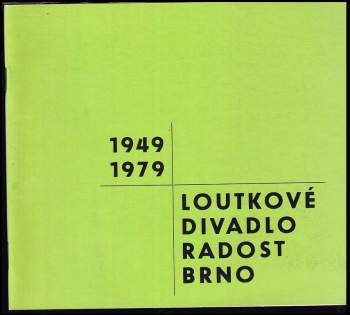 1949
1979
LOUTKOVÉ
DIVADLO
RADOST
BRNO